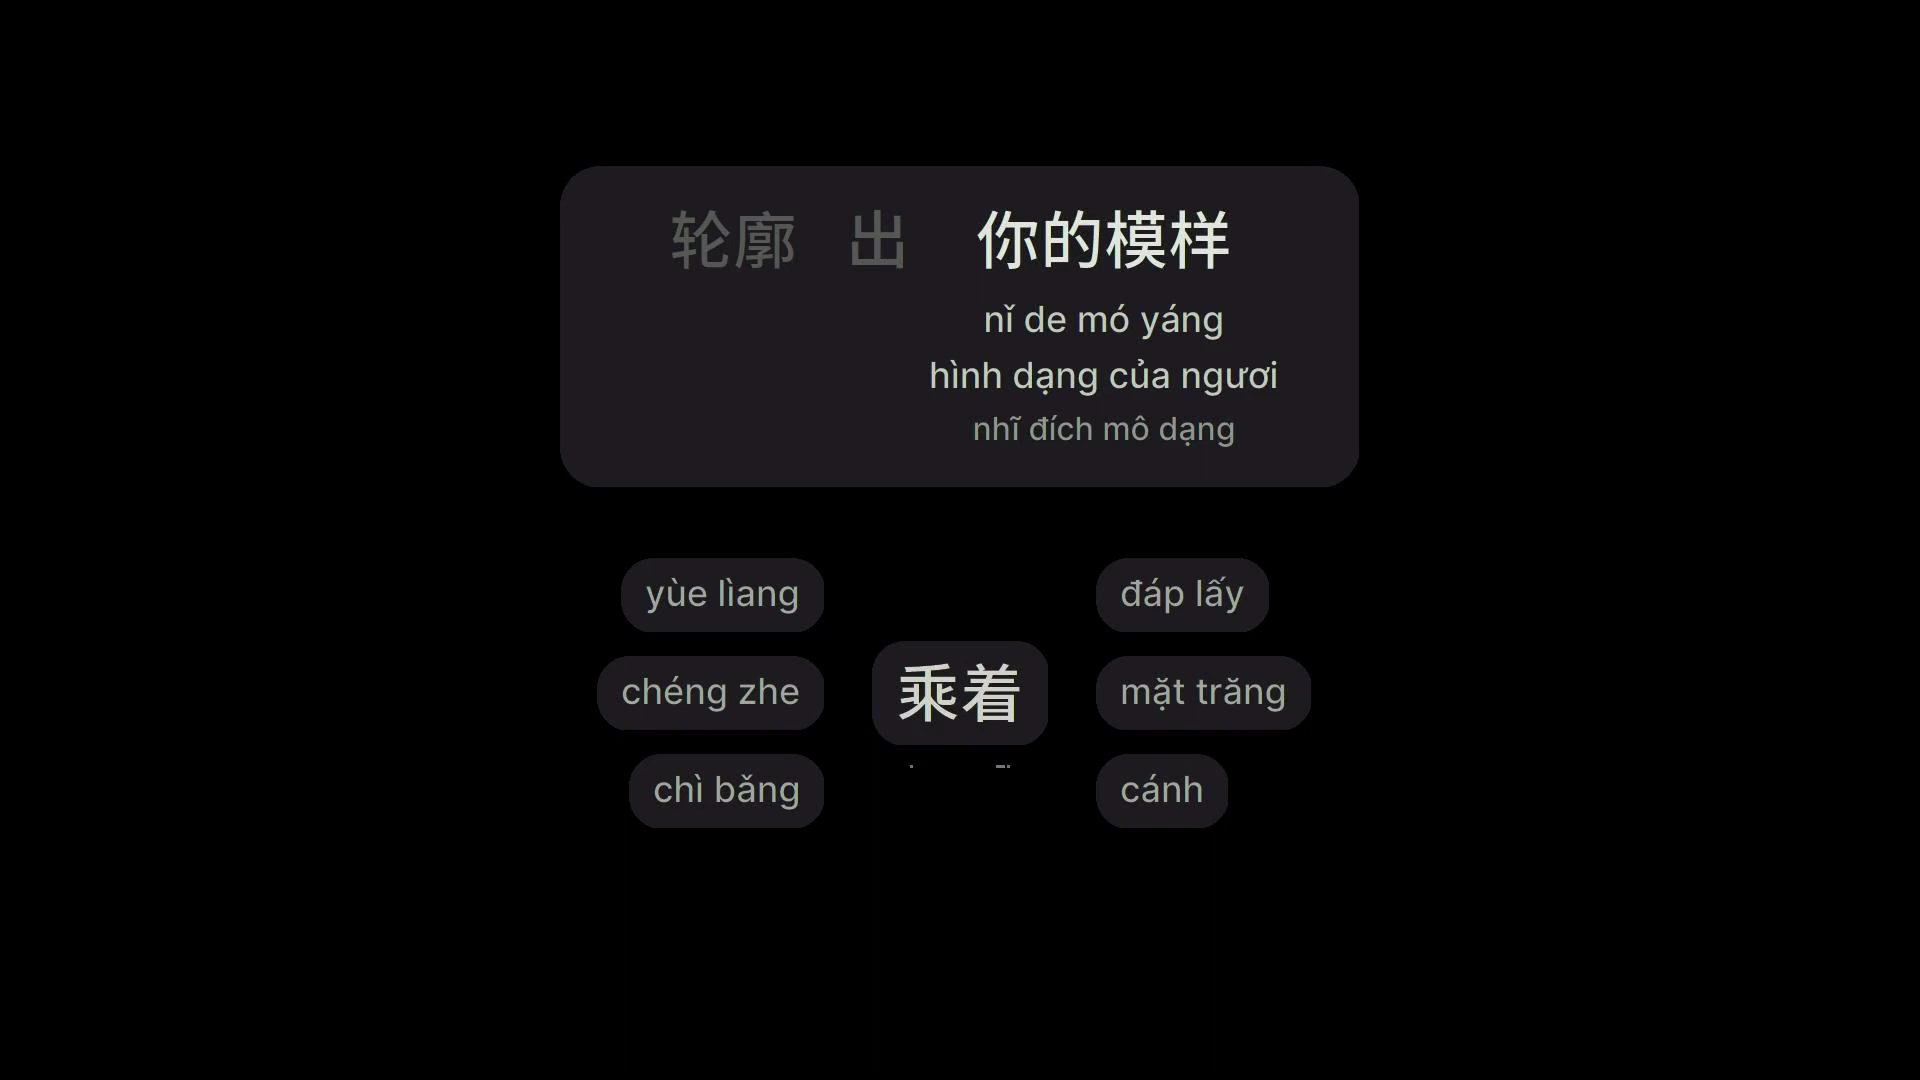 轮廓 出 你的模样
nǐ de mó yáng
hình dạng của ngươi
nhĩ đích mô dạng
yùe lìang
đáp lấy
chéng zhe
乘着
mặt trăng
chì bǎng
cánh